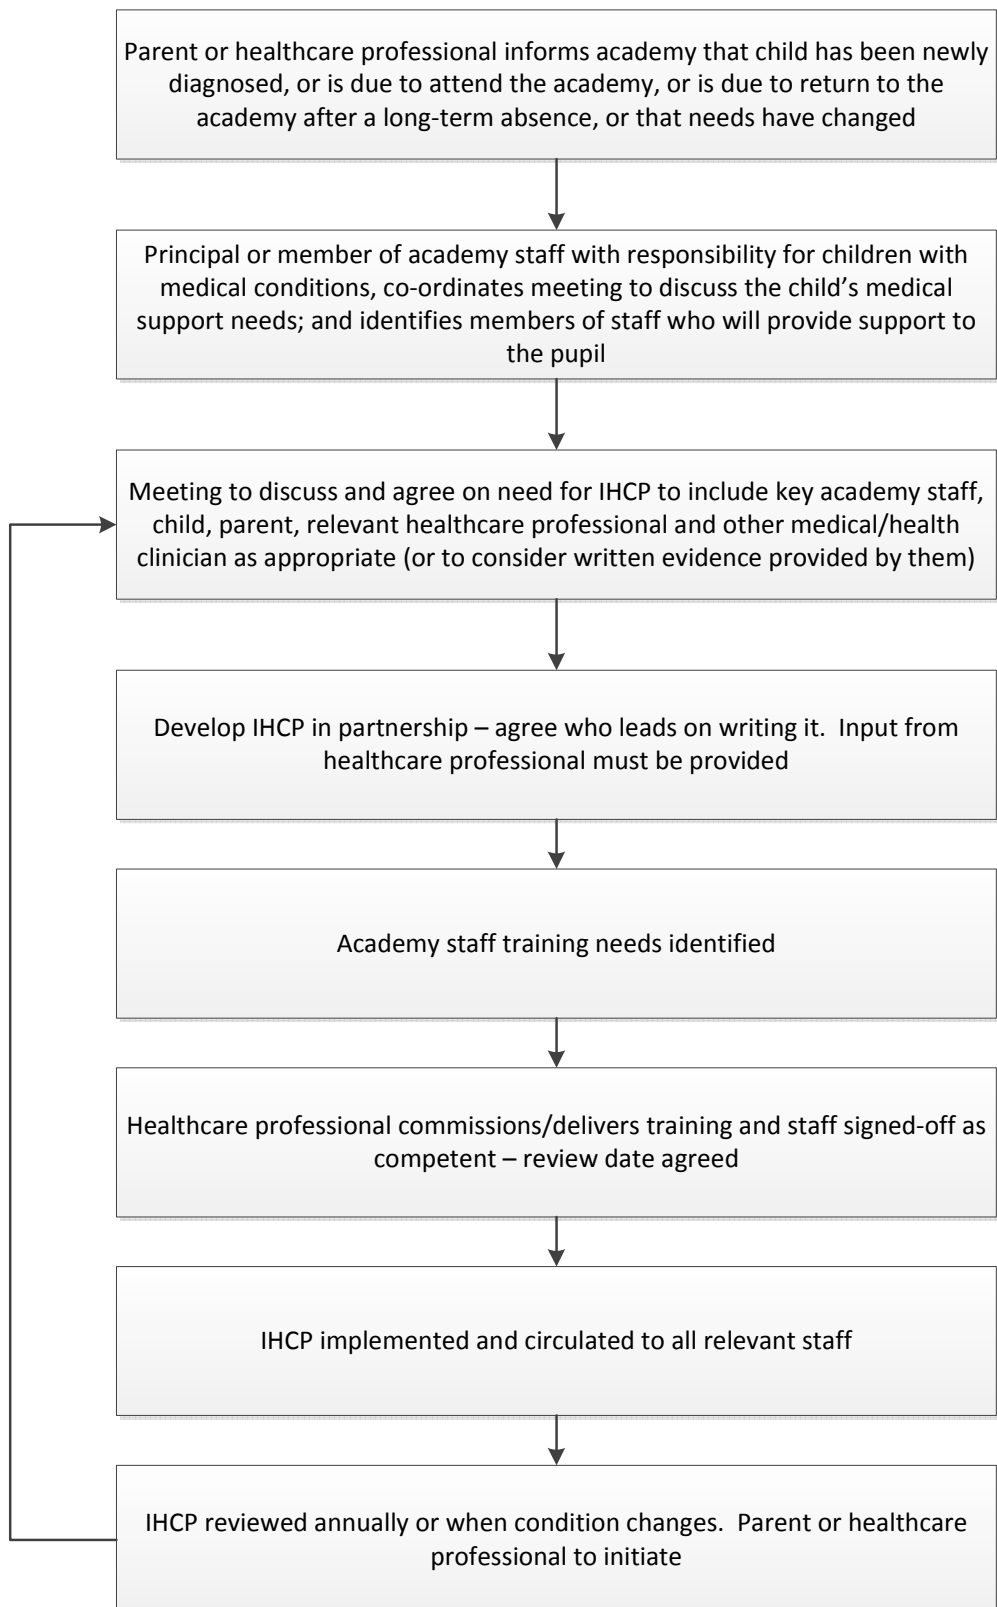 Parent or healthcare professional informs academy that child has been newly
diagnosed, or is due to attend the academy, or is due to return to the
academy after a long-term absence, or that needs have changed
Principal or member of academy staff with responsibility for children with
medical conditions, co-ordinates meeting to discuss the child’s medical
support needs; and identifies members of staff who will provide support to
the pupil
Meeting to discuss and agree on need for IHCP to include key academy staff,
child, parent, relevant healthcare professional and other medical/health
clinician as appropriate (or to consider written evidence provided by them)
Develop IHCP in partnership – agree who leads on writing it.  Input from
healthcare professional must be provided
Academy staff training needs identified
Healthcare professional commissions/delivers training and staff signed-off as
competent – review date agreed
IHCP implemented and circulated to all relevant staff
IHCP reviewed annually or when condition changes.  Parent or healthcare
professional to initiate